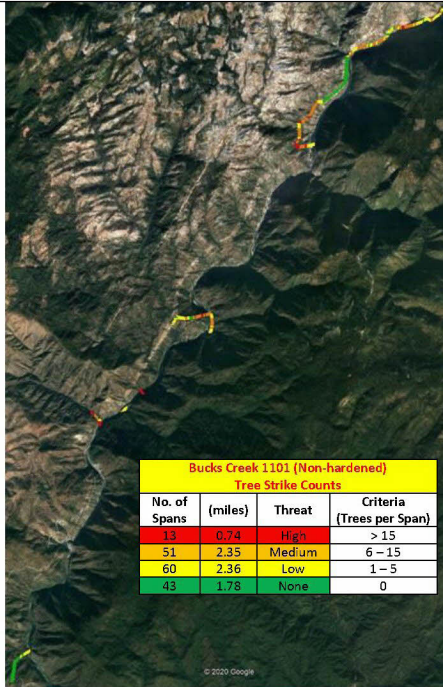 Bucks Creek 1101 (Non-hardened)
Tree Strike Counts
No. of Spans (miles) Threat Criteria (Trees per Span)
13 0.74 High > 15
51 2.35 Medium 6 – 15
60 2.36 Low 1 – 5
43 1.78 None 0
© 2020 Google